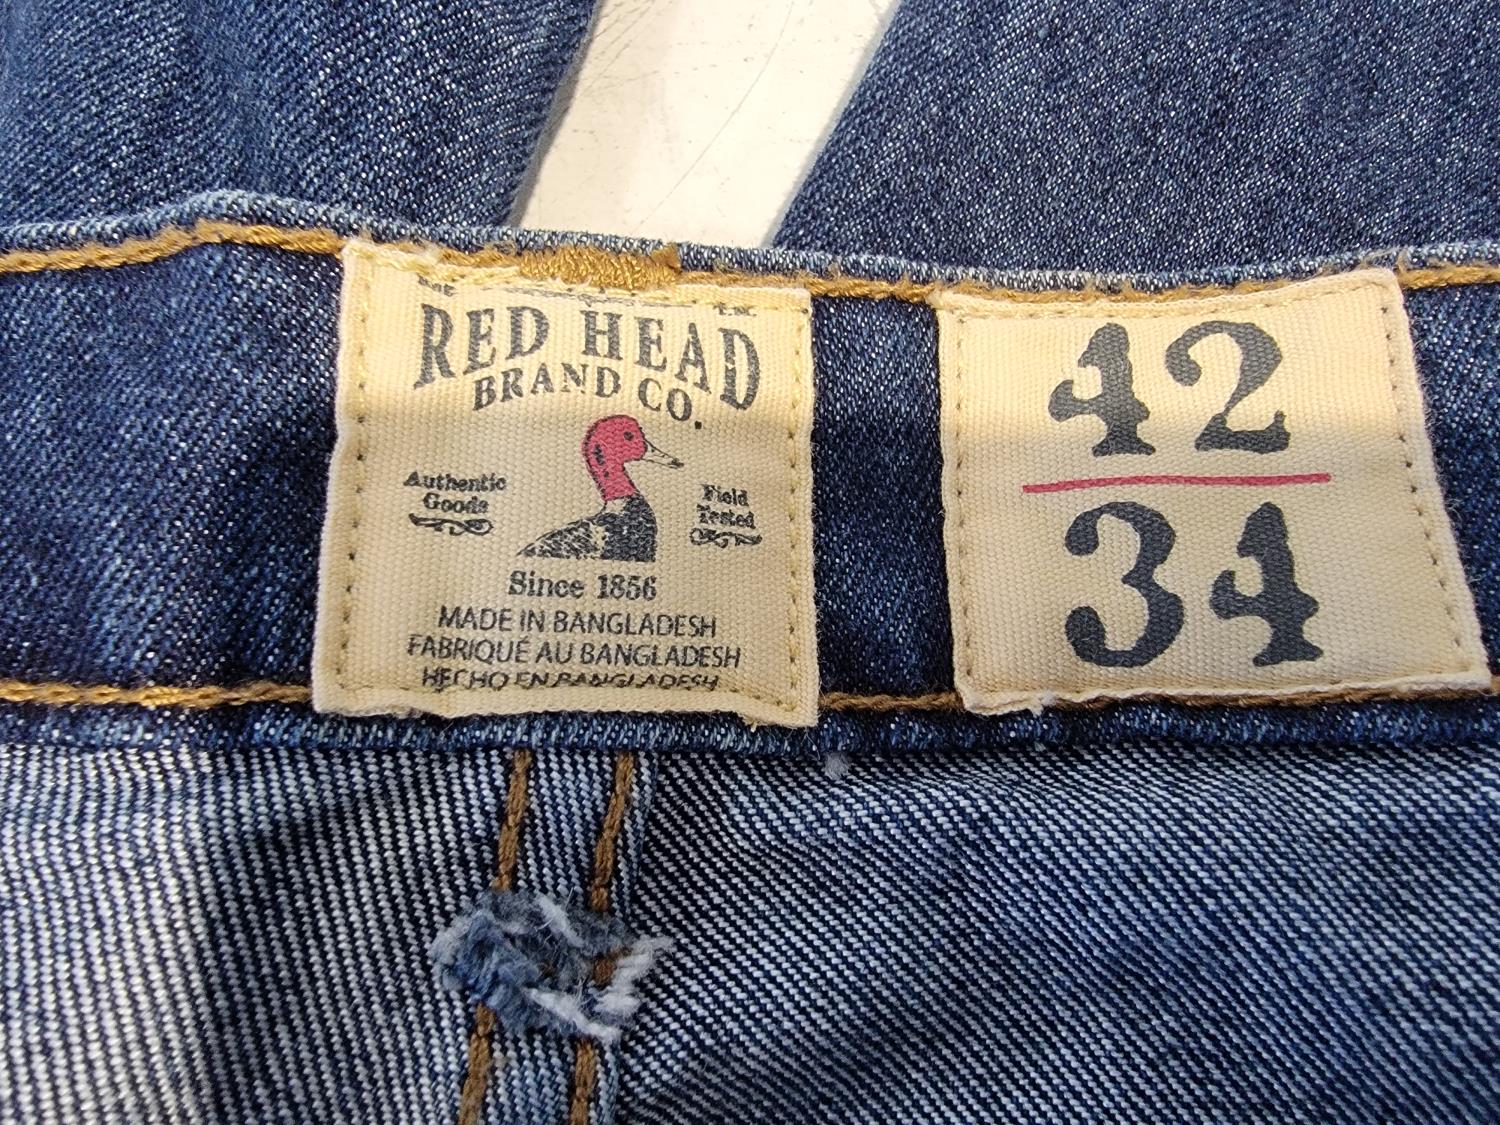 RED HEAD
BRAND CO.
Authentic
Goods
Field
Tested
Since 1856
MADE IN BANGLADESH
FABRIQUÉ AU BANGLADESH
HECHO EN BANGLADESH
42
34